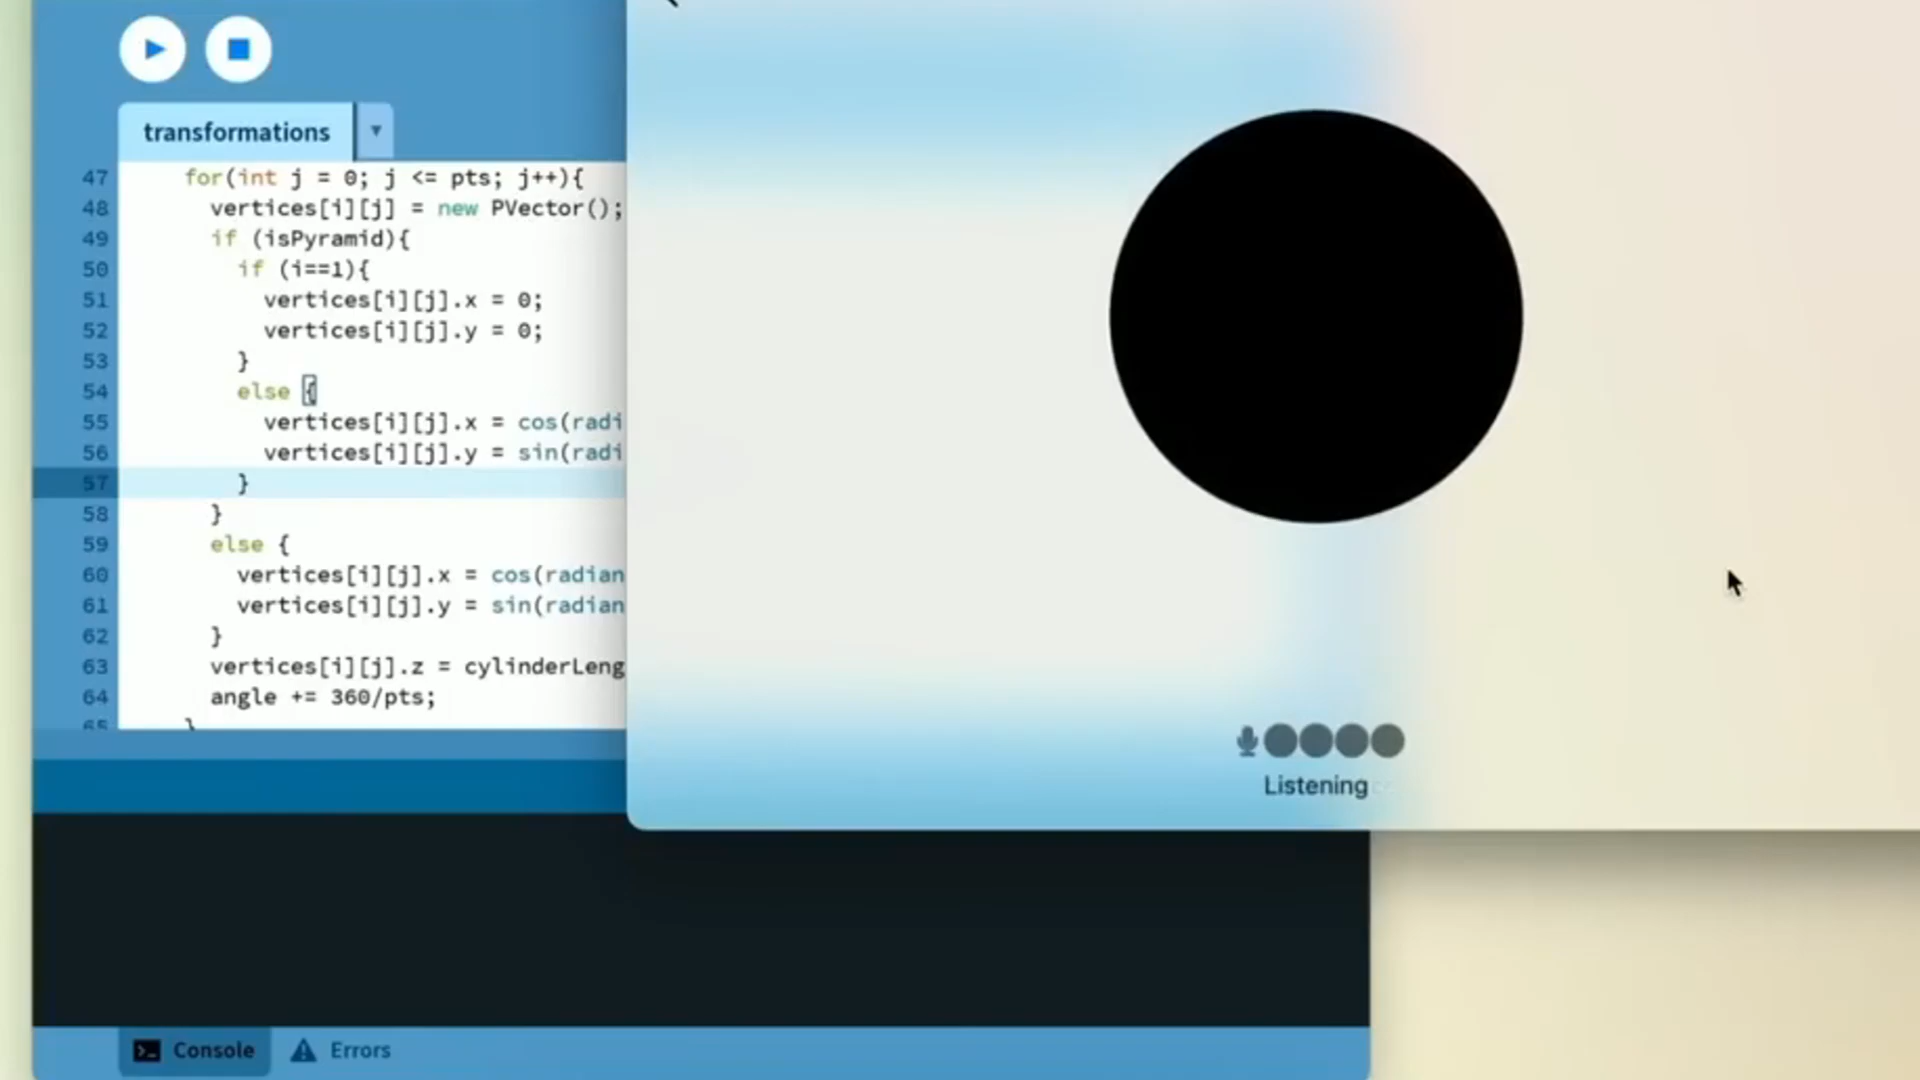 transformations
47 for(int j = 0; j <= pts; j++){
48 vertices[i][j] = new PVector();
49 if (isPyramid){
50 if (i==1){
51 vertices[i][j].x = 0;
52 vertices[i][j].y = 0;
53 }
54 else {
55 vertices[i][j].x = cos(radi
56 vertices[i][j].y = sin(radi
57 }
58 }
59 else {
60 vertices[i][j].x = cos(radian
61 vertices[i][j].y = sin(radian
62 }
63 vertices[i][j].z = cylinderLeng
64 angle += 360/pts;
65 }
Listening
Console
Errors